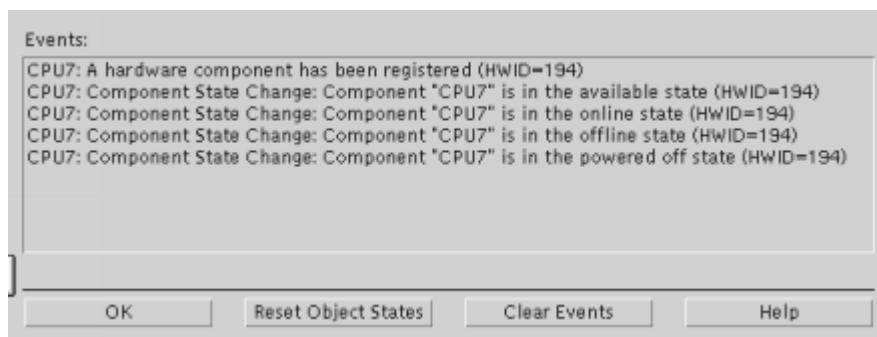 Events:
CPU7: A hardware component has been registered (HWID=194)
CPU7: Component State Change: Component "CPU7" is in the available state (HWID=194)
CPU7: Component State Change: Component "CPU7" is in the online state (HWID=194)
CPU7: Component State Change: Component "CPU7" is in the offline state (HWID=194)
CPU7: Component State Change: Component "CPU7" is in the powered off state (HWID=194)
OK
Reset Object States
Clear Events
Help